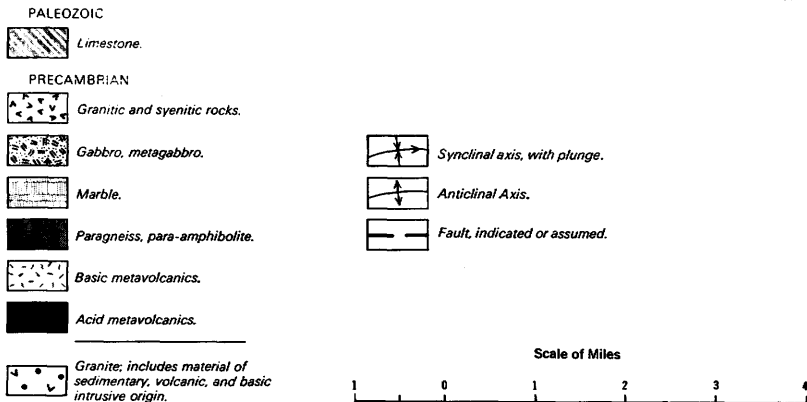 PALEOZOIC
Limestone.
PRECAMBRIAN
Granitic and syenitic rocks.
Gabbro, metagabbro.
Marble.
Paragneiss, para-amphibolite.
Basic metavolcanics.
Acid metavolcanics.
Granite; includes material of
sedimentary, volcanic, and basic
intrusive origin.
Synclinal axis, with plunge.
Anticlinal Axis.
Fault, indicated or assumed.
Scale of Miles
1 0 1 2 3 4